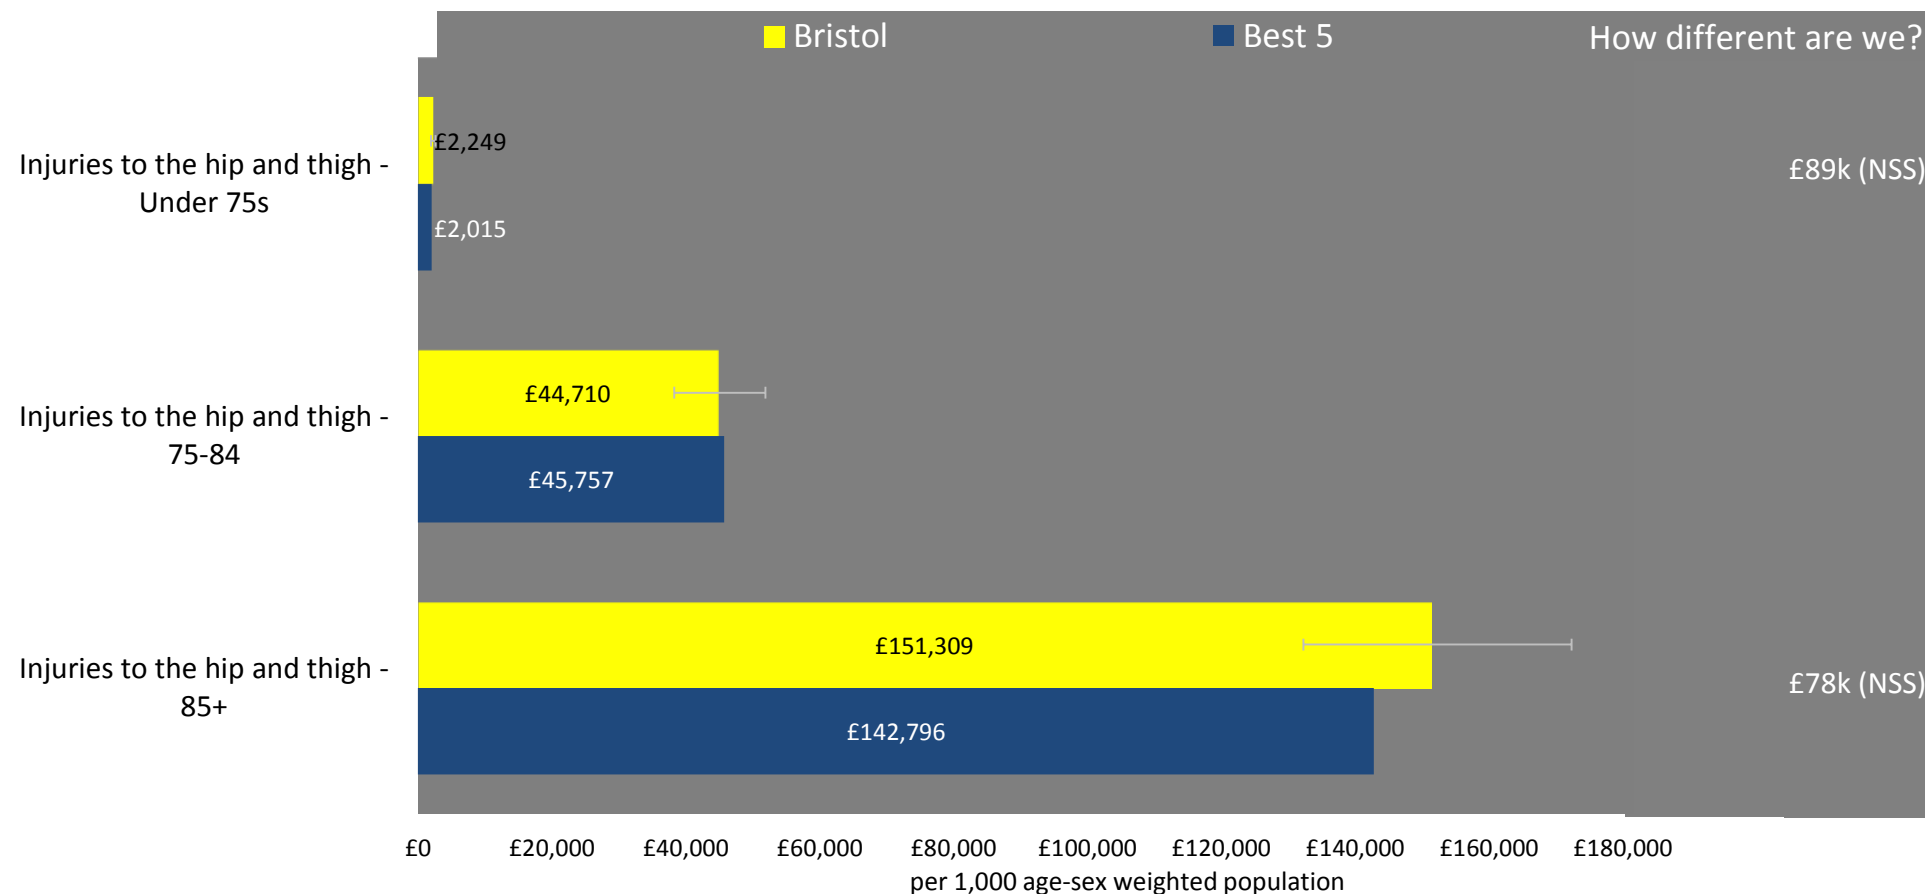 Bristol
Best 5
How different are we?
Injuries to the hip and thigh -
Under 75s
£2,249
£2,015
£89k (NSS)
Injuries to the hip and thigh -
75-84
£44,710
£45,757
Injuries to the hip and thigh -
85+
£151,309
£142,796
£78k (NSS)
£0 £20,000 £40,000 £60,000 £80,000 £100,000 £120,000 £140,000 £160,000 £180,000
per 1,000 age-sex weighted population